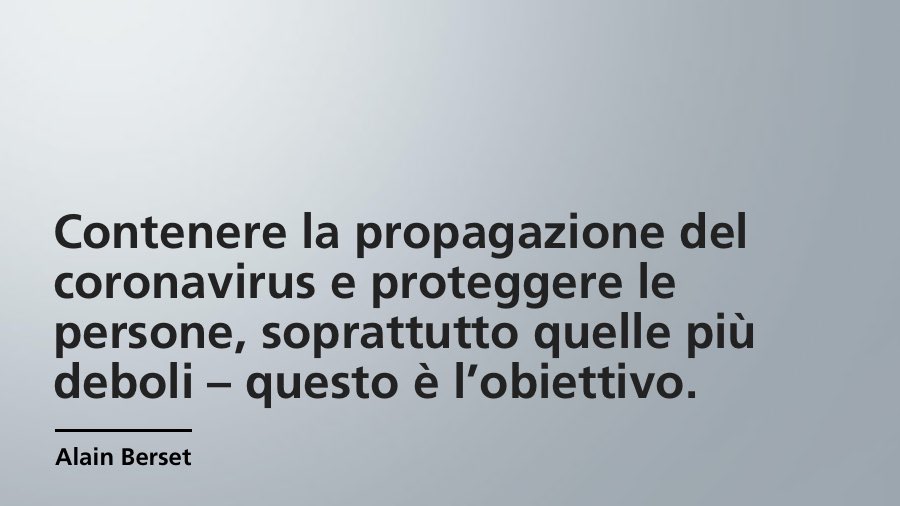 Contenere la propagazione del
coronavirus e proteggere le
persone, soprattutto quelle più
deboli – questo è l’obiettivo.
Alain Berset